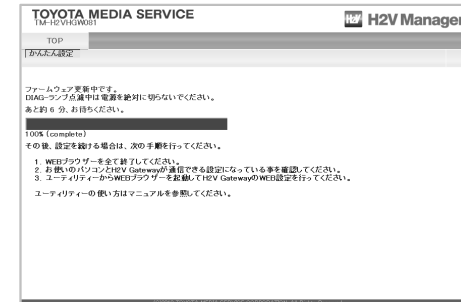 TOYOTA MEDIA SERVICE
TM-H2VHGW081
H2V H2V Manager
TOP
かんたん設定
ファームウェア更新中です。
DIAG-ランプ点滅中は電源を絶対に切らないでください。
あと約 6 分、お待ちください。
100% (complete)
その後、設定を続ける場合は、次の手順を行ってください。
1. WEBブラウザーを全て終了してください。
2. お使いのパソコンとH2V Gatewayが通信できる設定になっている事を確認してください。
3. ユーティリティーからWEBブラウザーを起動してH2V GatewayのWEB設定を行ってください。
ユーティリティーの使い方はマニュアルを参照してください。